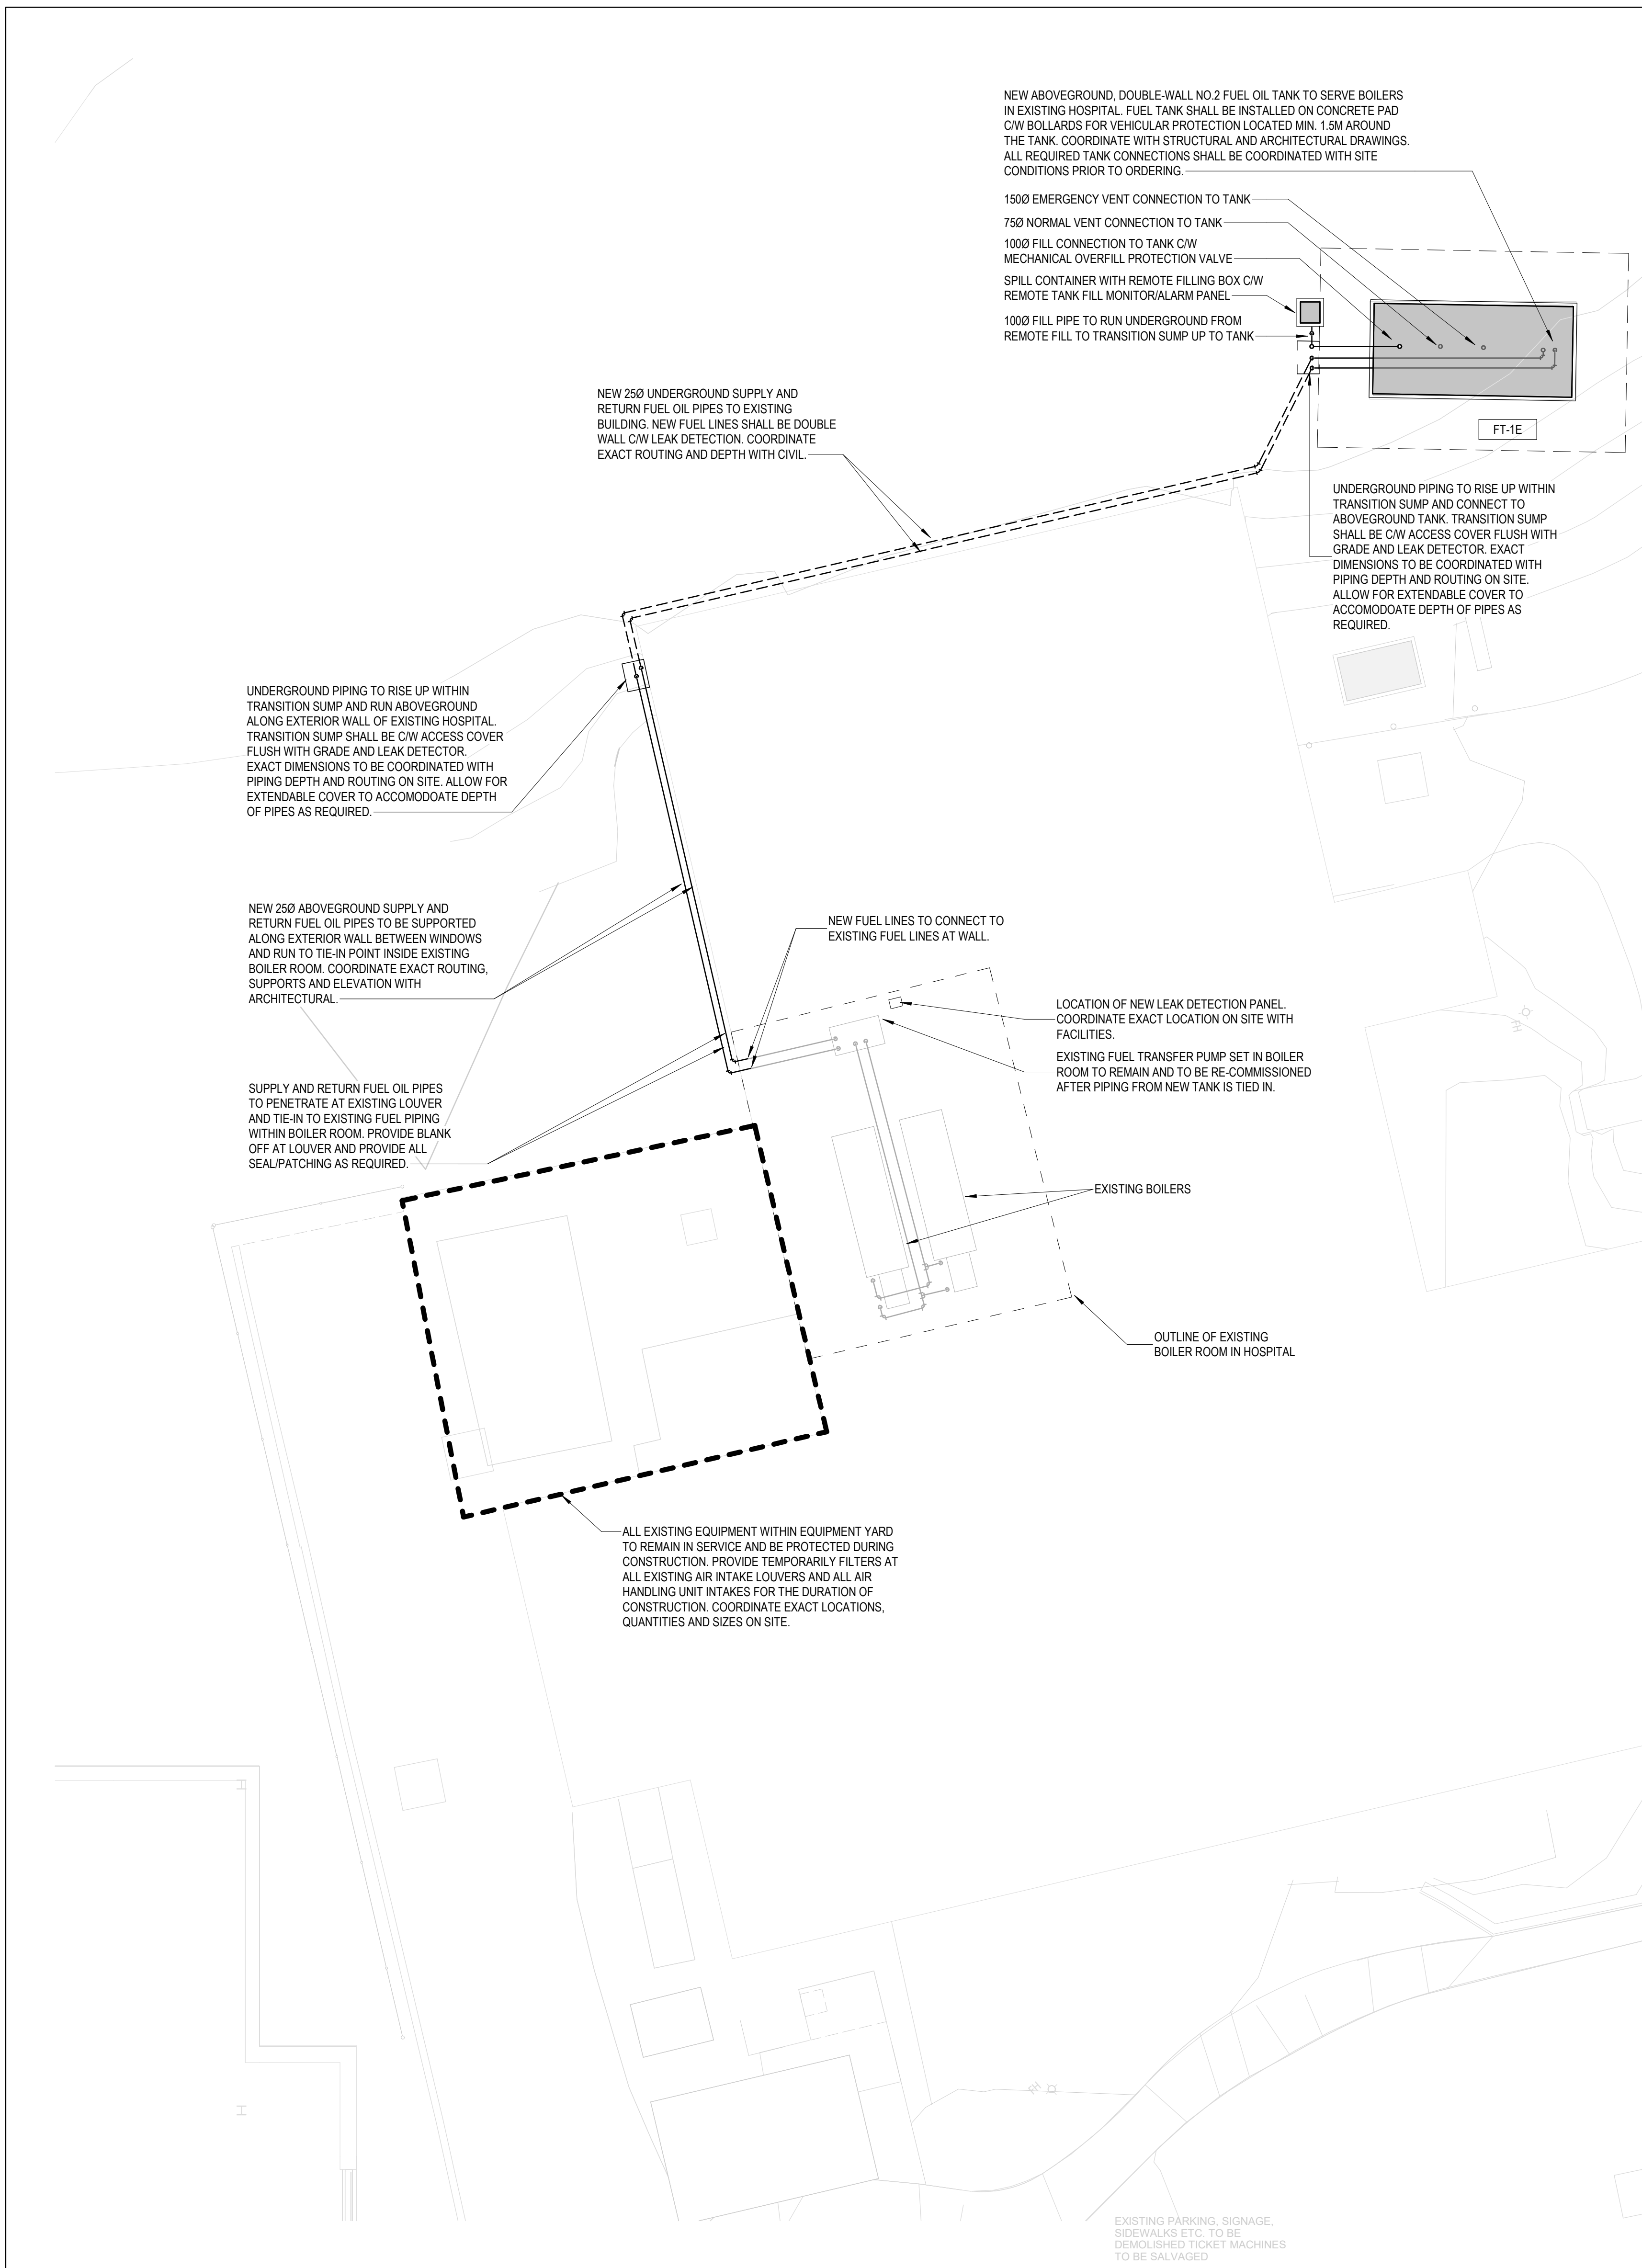 NEW ABOVEGROUND, DOUBLE-WALL NO.2 FUEL OIL TANK TO SERVE BOILERS
IN EXISTING HOSPITAL. FUEL TANK SHALL BE INSTALLED ON CONCRETE PAD
C/W BOLLARDS FOR VEHICULAR PROTECTION LOCATED MIN. 1.5M AROUND
THE TANK. COORDINATE WITH STRUCTURAL AND ARCHITECTURAL DRAWINGS.
ALL REQUIRED TANK CONNECTIONS SHALL BE COORDINATED WITH SITE
CONDITIONS PRIOR TO ORDERING.
150Ø EMERGENCY VENT CONNECTION TO TANK
75Ø NORMAL VENT CONNECTION TO TANK
100Ø FILL CONNECTION TO TANK C/W
MECHANICAL OVERFILL PROTECTION VALVE
SPILL CONTAINER WITH REMOTE FILLING BOX C/W
REMOTE TANK FILL MONITOR/ALARM PANEL
100Ø FILL PIPE TO RUN UNDERGROUND FROM
REMOTE FILL TO TRANSITION SUMP UP TO TANK
FT-1E
NEW 25Ø UNDERGROUND SUPPLY AND
RETURN FUEL OIL PIPES TO EXISTING
BUILDING. NEW FUEL LINES SHALL BE DOUBLE
WALL C/W LEAK DETECTION. COORDINATE
EXACT ROUTING AND DEPTH WITH CIVIL.
UNDERGROUND PIPING TO RISE UP WITHIN
TRANSITION SUMP AND CONNECT TO
ABOVEGROUND TANK. TRANSITION SUMP
SHALL BE C/W ACCESS COVER FLUSH WITH
GRADE AND LEAK DETECTOR. EXACT
DIMENSIONS TO BE COORDINATED WITH
PIPING DEPTH AND ROUTING ON SITE.
ALLOW FOR EXTENDABLE COVER TO
ACCOMODOATE DEPTH OF PIPES AS
REQUIRED.
UNDERGROUND PIPING TO RISE UP WITHIN
TRANSITION SUMP AND RUN ABOVEGROUND
ALONG EXTERIOR WALL OF EXISTING HOSPITAL.
TRANSITION SUMP SHALL BE C/W ACCESS COVER
FLUSH WITH GRADE AND LEAK DETECTOR.
EXACT DIMENSIONS TO BE COORDINATED WITH
PIPING DEPTH AND ROUTING ON SITE. ALLOW FOR
EXTENDABLE COVER TO ACCOMODOATE DEPTH
OF PIPES AS REQUIRED.
NEW 25Ø ABOVEGROUND SUPPLY AND
RETURN FUEL OIL PIPES TO BE SUPPORTED
ALONG EXTERIOR WALL BETWEEN WINDOWS
AND RUN TO TIE-IN POINT INSIDE EXISTING
BOILER ROOM. COORDINATE EXACT ROUTING,
SUPPORTS AND ELEVATION WITH
ARCHITECTURAL.
NEW FUEL LINES TO CONNECT TO
EXISTING FUEL LINES AT WALL.
LOCATION OF NEW LEAK DETECTION PANEL.
COORDINATE EXACT LOCATION ON SITE WITH
FACILITIES.
FH
EXISTING FUEL TRANSFER PUMP SET IN BOILER
ROOM TO REMAIN AND TO BE RE-COMMISSIONED
AFTER PIPING FROM NEW TANK IS TIED IN.
SUPPLY AND RETURN FUEL OIL PIPES
TO PENETRATE AT EXISTING LOUVER
AND TIE-IN TO EXISTING FUEL PIPING
WITHIN BOILER ROOM. PROVIDE BLANK
OFF AT LOUVER AND PROVIDE ALL
SEAL/PATCHING AS REQUIRED.
EXISTING BOILERS
OUTLINE OF EXISTING
BOILER ROOM IN HOSPITAL
ALL EXISTING EQUIPMENT WITHIN EQUIPMENT YARD
TO REMAIN IN SERVICE AND BE PROTECTED DURING
CONSTRUCTION. PROVIDE TEMPORARILY FILTERS AT
ALL EXISTING AIR INTAKE LOUVERS AND ALL AIR
HANDLING UNIT INTAKES FOR THE DURATION OF
CONSTRUCTION. COORDINATE EXACT LOCATIONS,
QUANTITIES AND SIZES ON SITE.
FH
EXISTING PARKING, SIGNAGE,
SIDEWALKS ETC. TO BE
DEMOLISHED TICKET MACHINES
TO BE SALVAGED